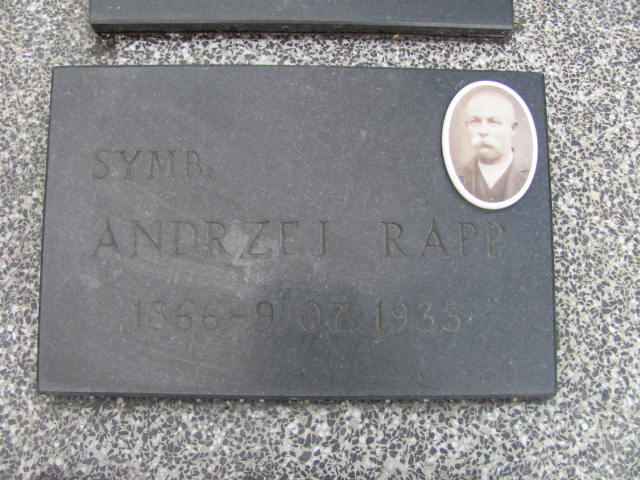 SYMB.
ANDRZEJ RAPP
1866-9 07 1933